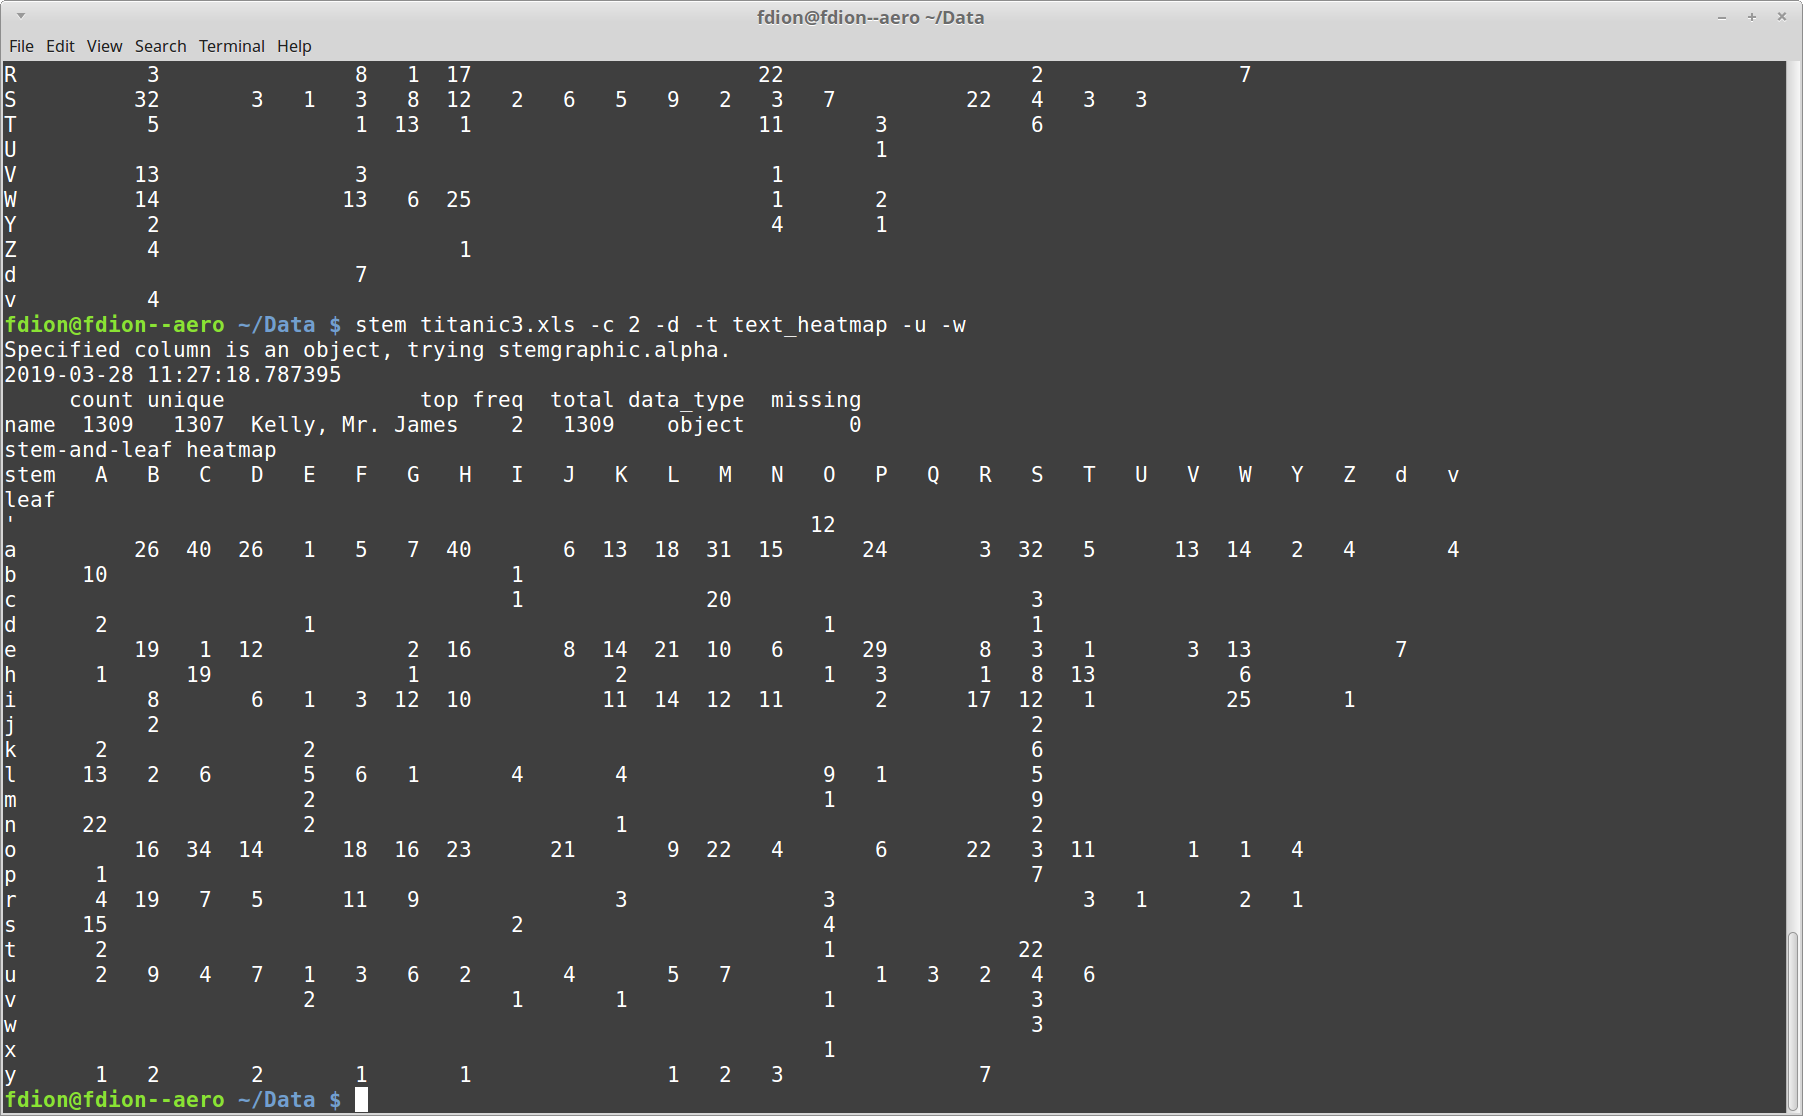 fdion@fdion--aero ~/Data
File Edit View Search Terminal Help
R          3               8   1  17                      22                   2               7
S         32       3   1   3   8  12   2   6   5   9   2   3   7          22   4   3   3
T          5               1  13   1                      11       3           6
U                                                                  1
V         13               3                               1
W         14              13   6  25                       1       2
Y          2                                               4       1
Z          4                       1
d                          7
v          4
fdion@fdion--aero ~/Data $ stem titanic3.xls -c 2 -d -t text_heatmap -u -w
Specified column is an object, trying stemgraphic.alpha.
2019-03-28 11:27:18.787395
     count unique               top freq  total data_type  missing
name  1309   1307  Kelly, Mr. James    2   1309    object        0
stem-and-leaf heatmap
stem   A   B   C   D   E   F   G   H   I   J   K   L   M   N   O   P   Q   R   S   T   U   V   W   Y   Z   d   v
leaf
'                                                             12
a         26  40  26   1   5   7  40       6  13  18  31  15      24       3  32   5      13  14   2   4       4
b     10                               1
c                                      1              20                       3
d      2               1                                       1               1
e         19   1  12           2  16       8  14  21  10   6      29       8   3   1       3  13           7
h      1      19               1               2               1   3       1   8  13           6
i          8       6   1   3  12  10          11  14  12  11       2      17  12   1          25       1
j          2                                                                   2
k      2               2                                                       6
l     13   2   6       5   6   1       4       4               9   1           5
m                      2                                       1               9
n     22               2                       1                               2
o         16  34  14      18  16  23      21       9  22   4       6      22   3  11       1   1   4
p      1                                                                       7
r      4  19   7   5      11   9               3               3                   3   1       2   1
s     15                               2                       4
t      2                                                       1              22
u      2   9   4   7   1   3   6   2       4       5   7           1   3   2   4   6
v                      2               1       1               1               3
w                                                                              3
x                                                              1
y      1   2       2       1       1               1   2   3               7
fdion@fdion--aero ~/Data $